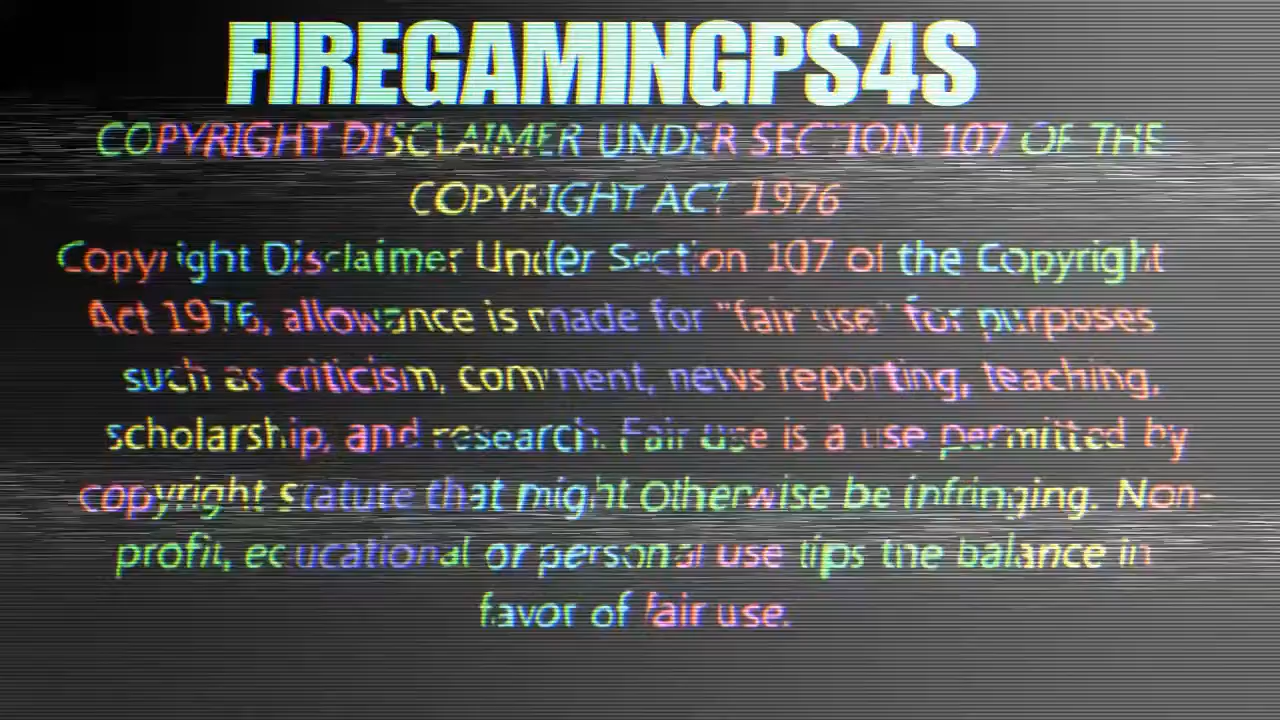 FIREGAMINGPS4S
COPYRIGHT DISCLAIMER UNDER SECTION 107 OF THE
COPYRIGHT ACT 1976
Copyright Disclaimer Under Section 107 of the Copyright
Act 1976, allowance is made for "fair use" for purposes
such as criticism, comment, news reporting, teaching,
scholarship, and research. Fair use is a use permitted by
copyright statute that might otherwise be infringing. Non-
profit, educational or personal use tips the balance in
favor of fair use.